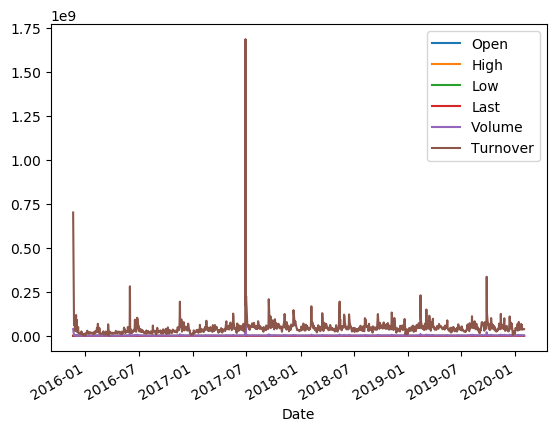 1e9
1.75
1.50
1.25
1.00
0.75
0.50
0.25
0.00
Open
High
Low
Last
Volume
Turnover
2016-01
2016-07
2017-01
2017-07
2018-01
2018-07
2019-01
2019-07
2020-01
Date